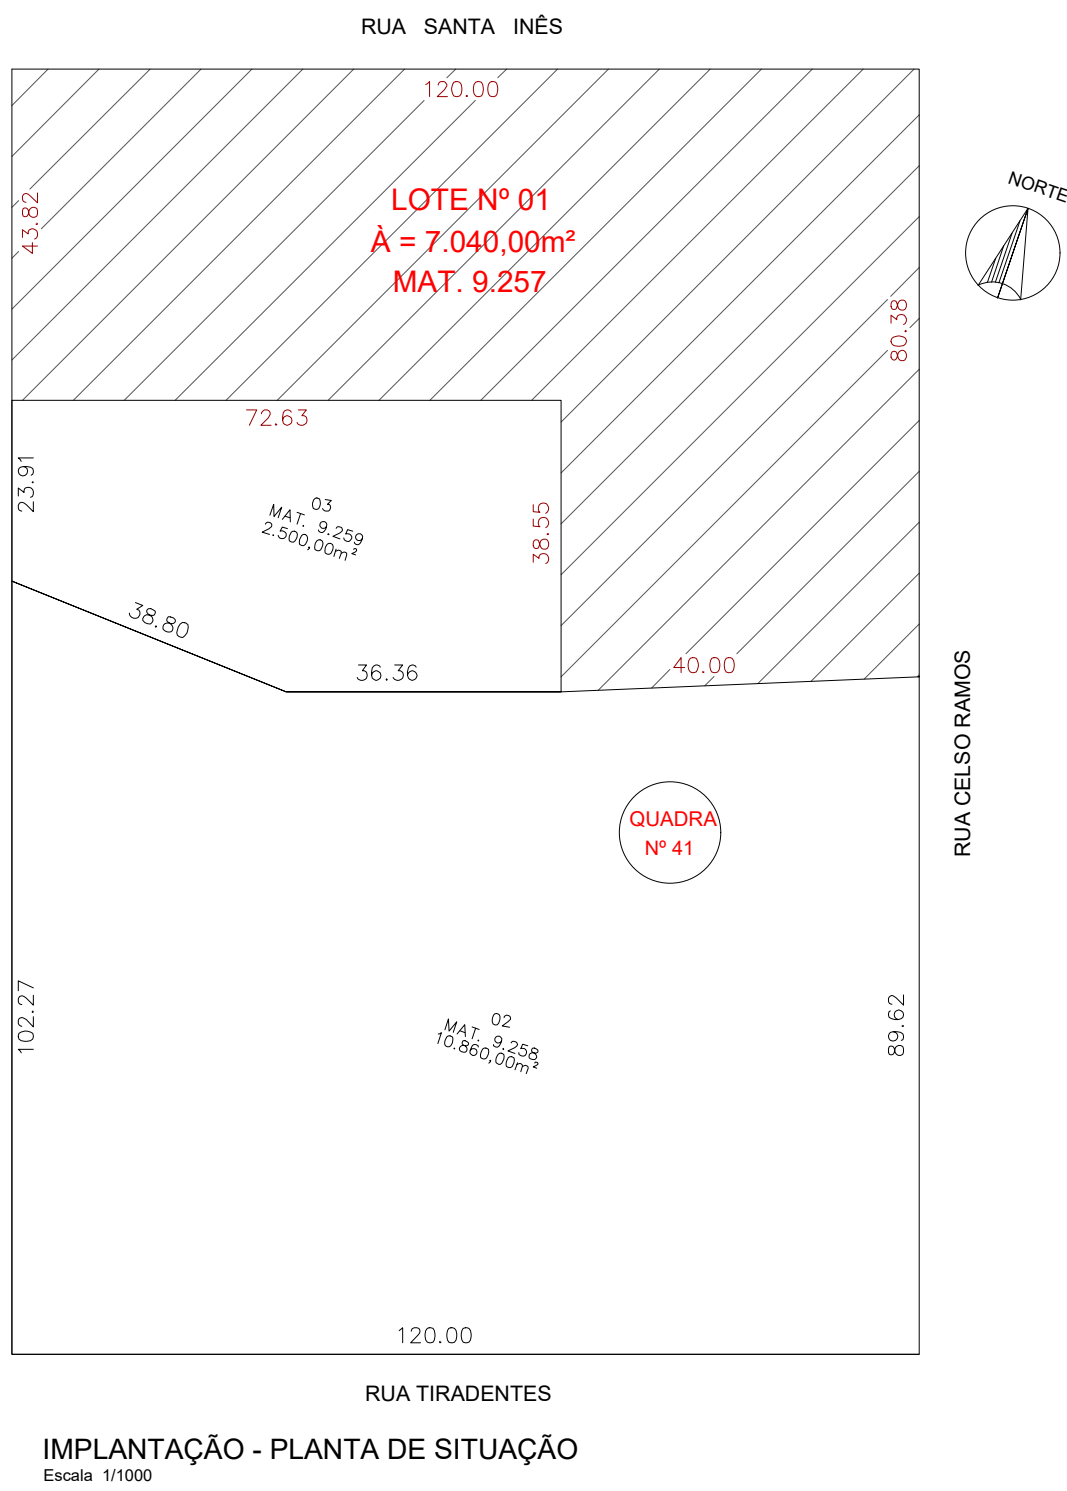 RUA SANTA INÊS
120.00
43.82
LOTE Nº 01
À = 7.040,00m²
MAT. 9.257
NORTE
80.38
72.63
23.91
03
MAT. 9.259
2.500,00m²
38.55
38.80
36.36
40.00
RUA CELSO RAMOS
QUADRA
Nº 41
102.27
02
MAT. 9.258
10.860,00m²
89.62
120.00
RUA TIRADENTES
IMPLANTAÇÃO - PLANTA DE SITUAÇÃO
Escala 1/1000